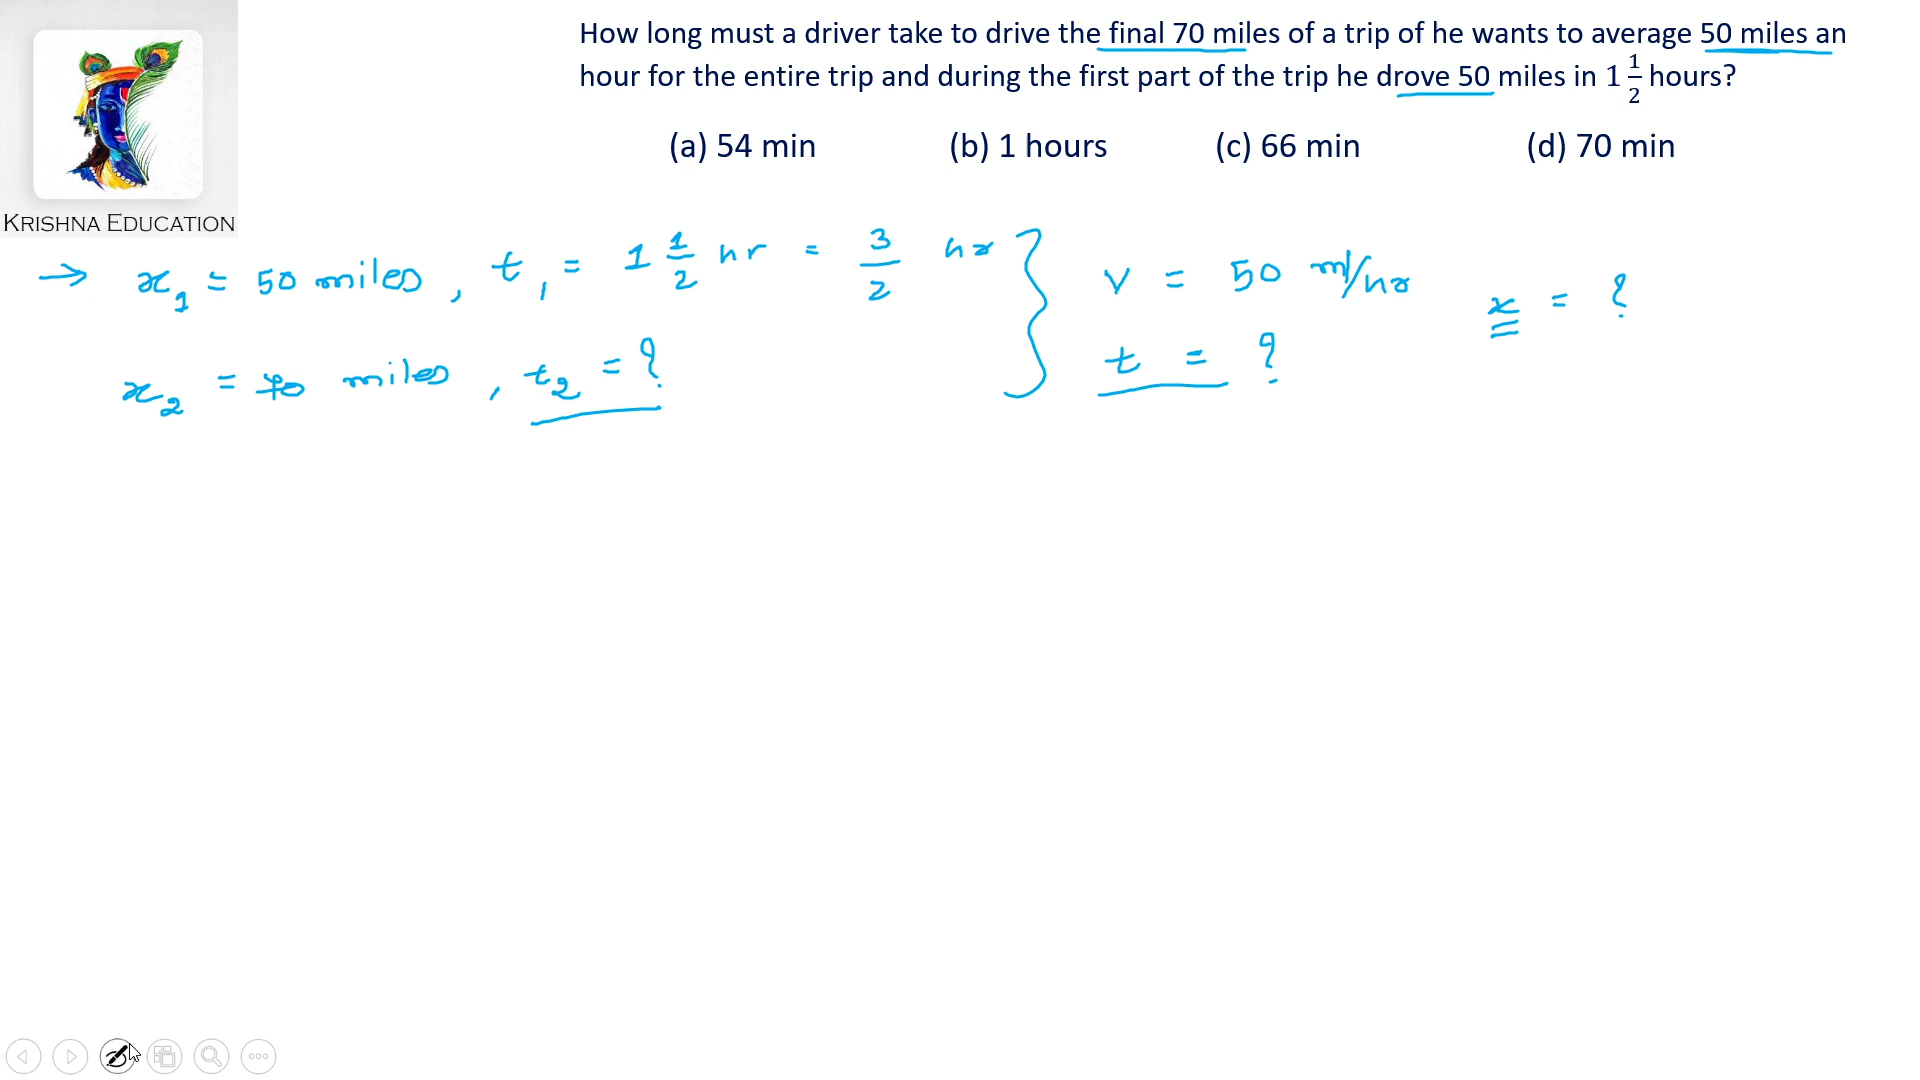 How long must a driver take to drive the final 70 miles of a trip of he wants to average 50 miles an
hour for the entire trip and during the first part of the trip he drove 50 miles in 1 1/2 hours?
(a) 54 min (b) 1 hours (c) 66 min (d) 70 min
KRISHNA EDUCATION
→ x₁ = 50 miles, t₁ = 1 1/2 hr = 3/2 hr } v = 50 m/hr x = ?
x₂ = 70 miles, t₂ = ? t = ?